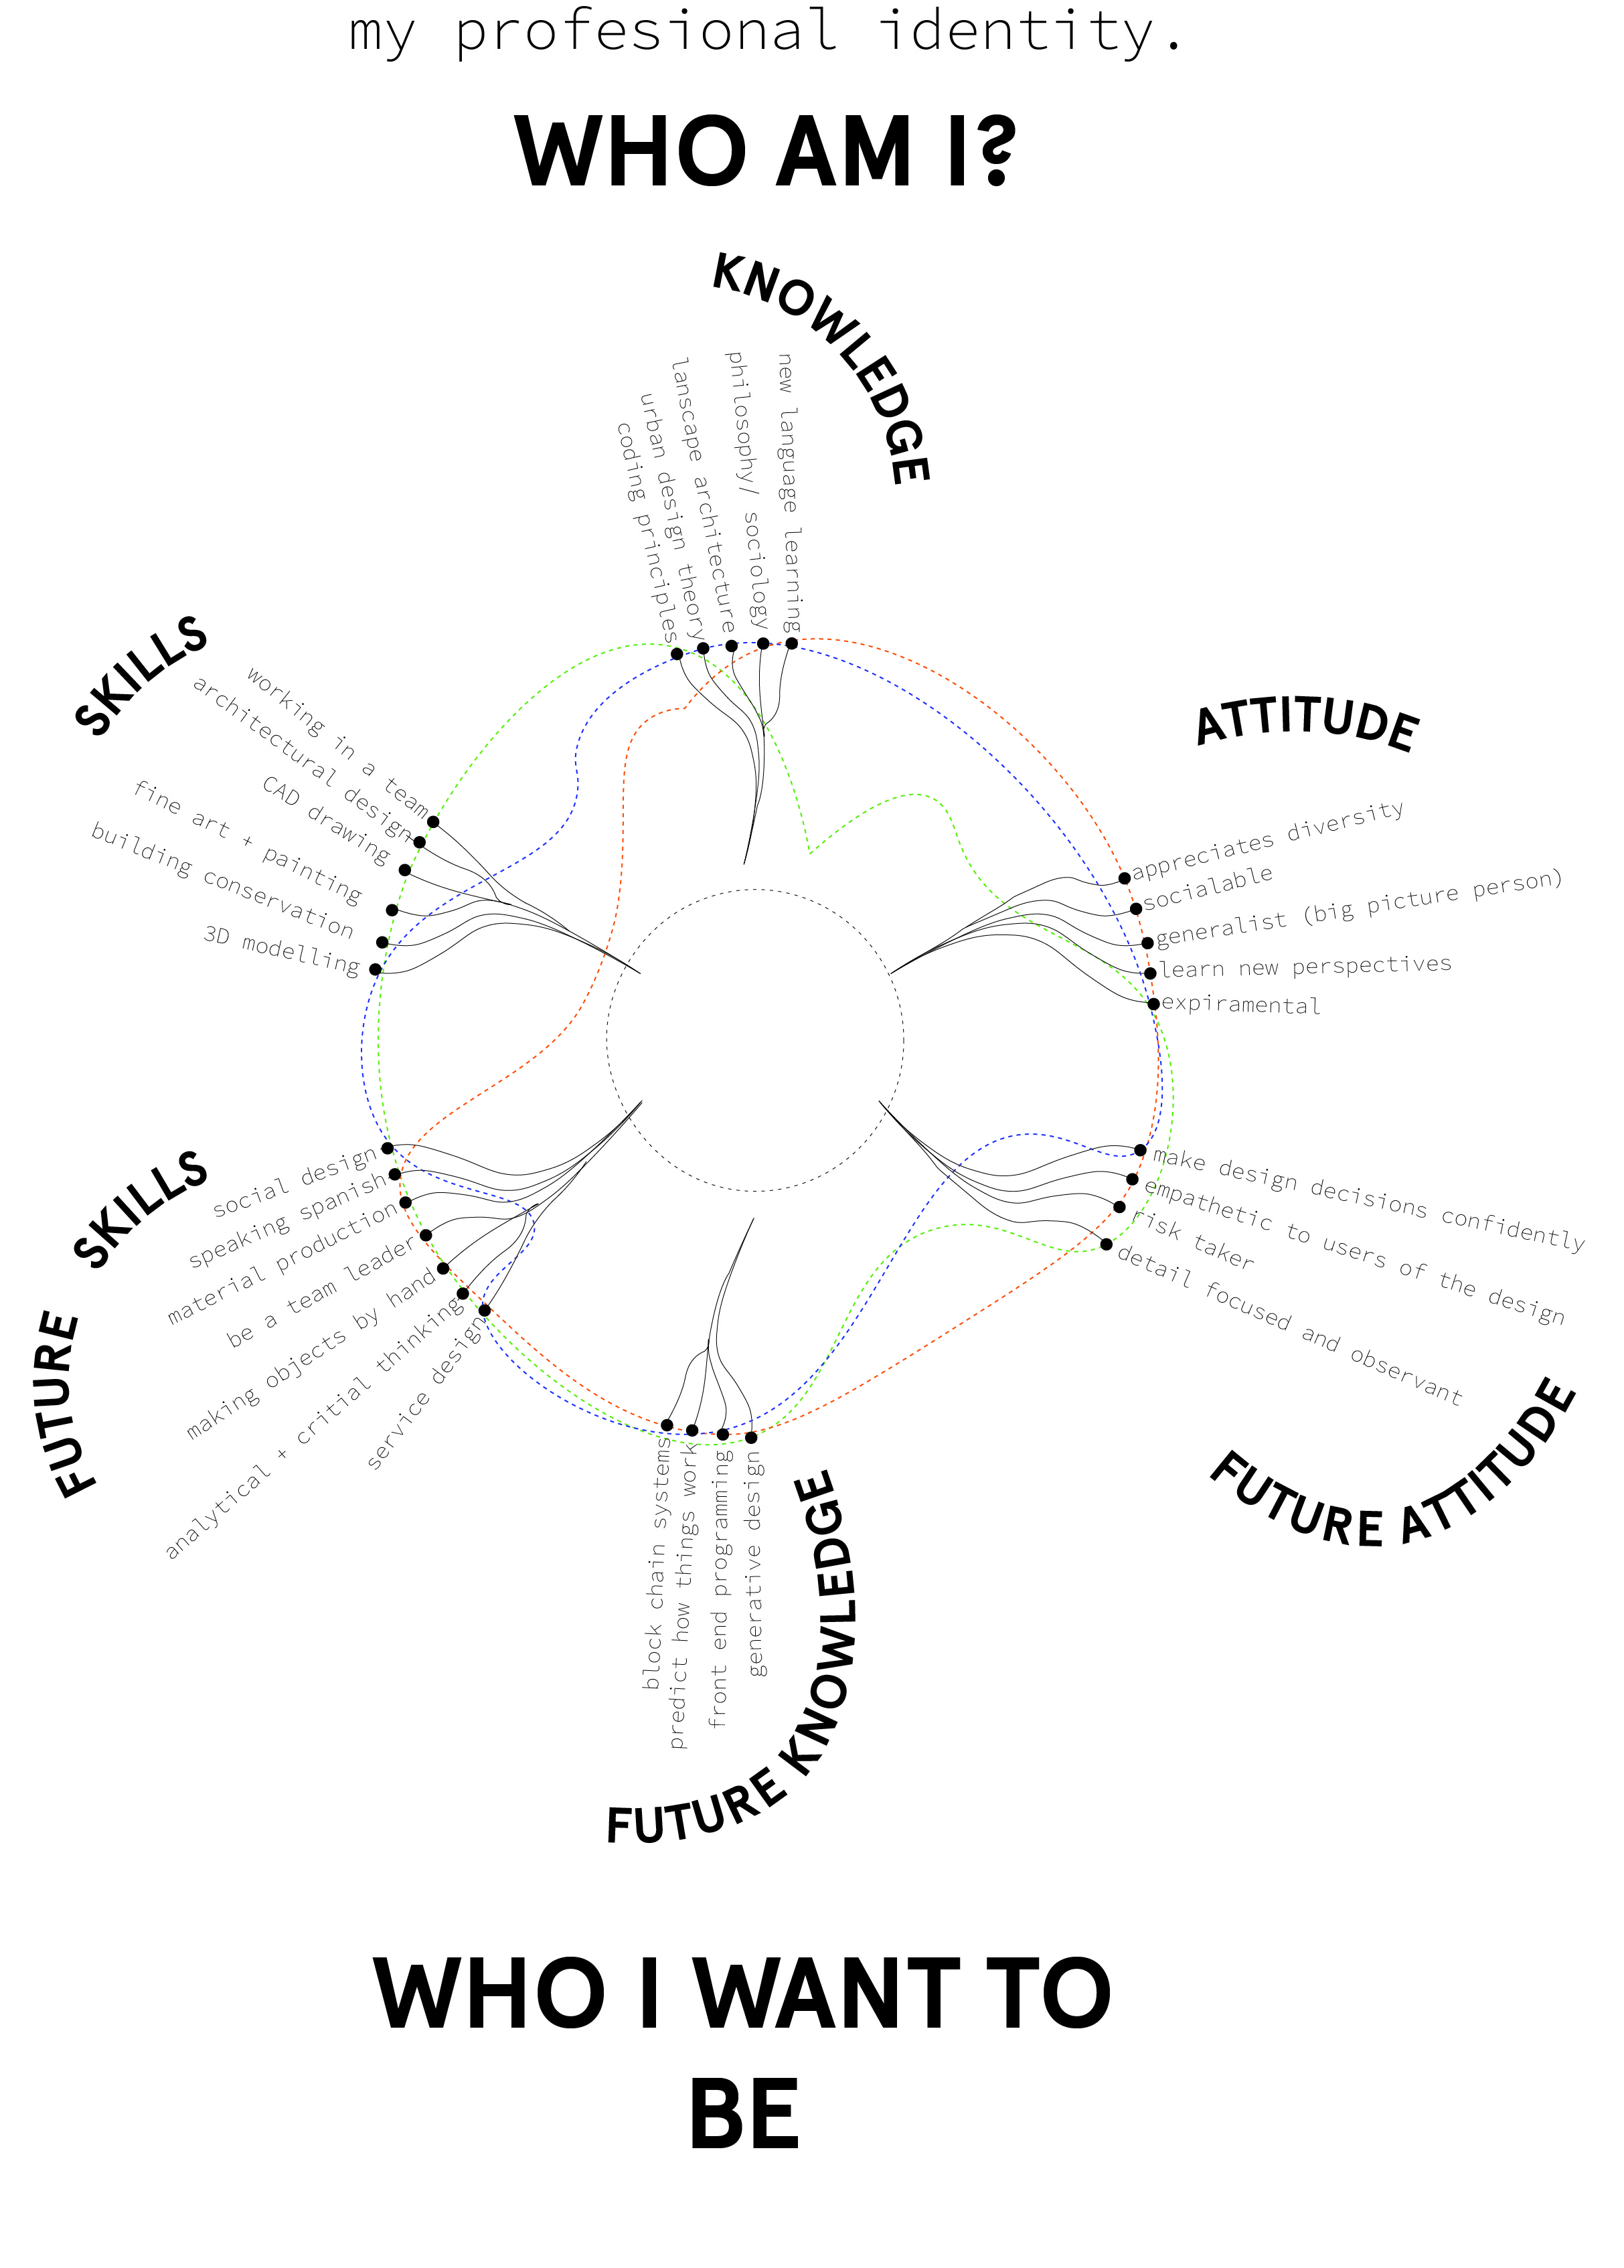 my profesional identity.
WHO AM I?
KNOWLEDGE
coding principles
urban design theory
lanscape architecture
philosophy/ sociology
new language learning
SKILLS
working in a team
architectural design
CAD drawing
fine art + painting
building conservation
3D modelling
ATTITUDE
appreciates diversity
socialable
generalist (big picture person)
learn new perspectives
expiramental
FUTURE SKILLS
social design
speaking spanish
material production
be a team leader
making objects by hand
analytical + critial thinking
service design
make design decisions confidently
empathetic to users of the design
risk taker
detail focused and observant
FUTURE ATTITUDE
block chain systems
predict how things work
front end programming
generative design
FUTURE KNOWLEDGE
WHO I WANT TO
BE